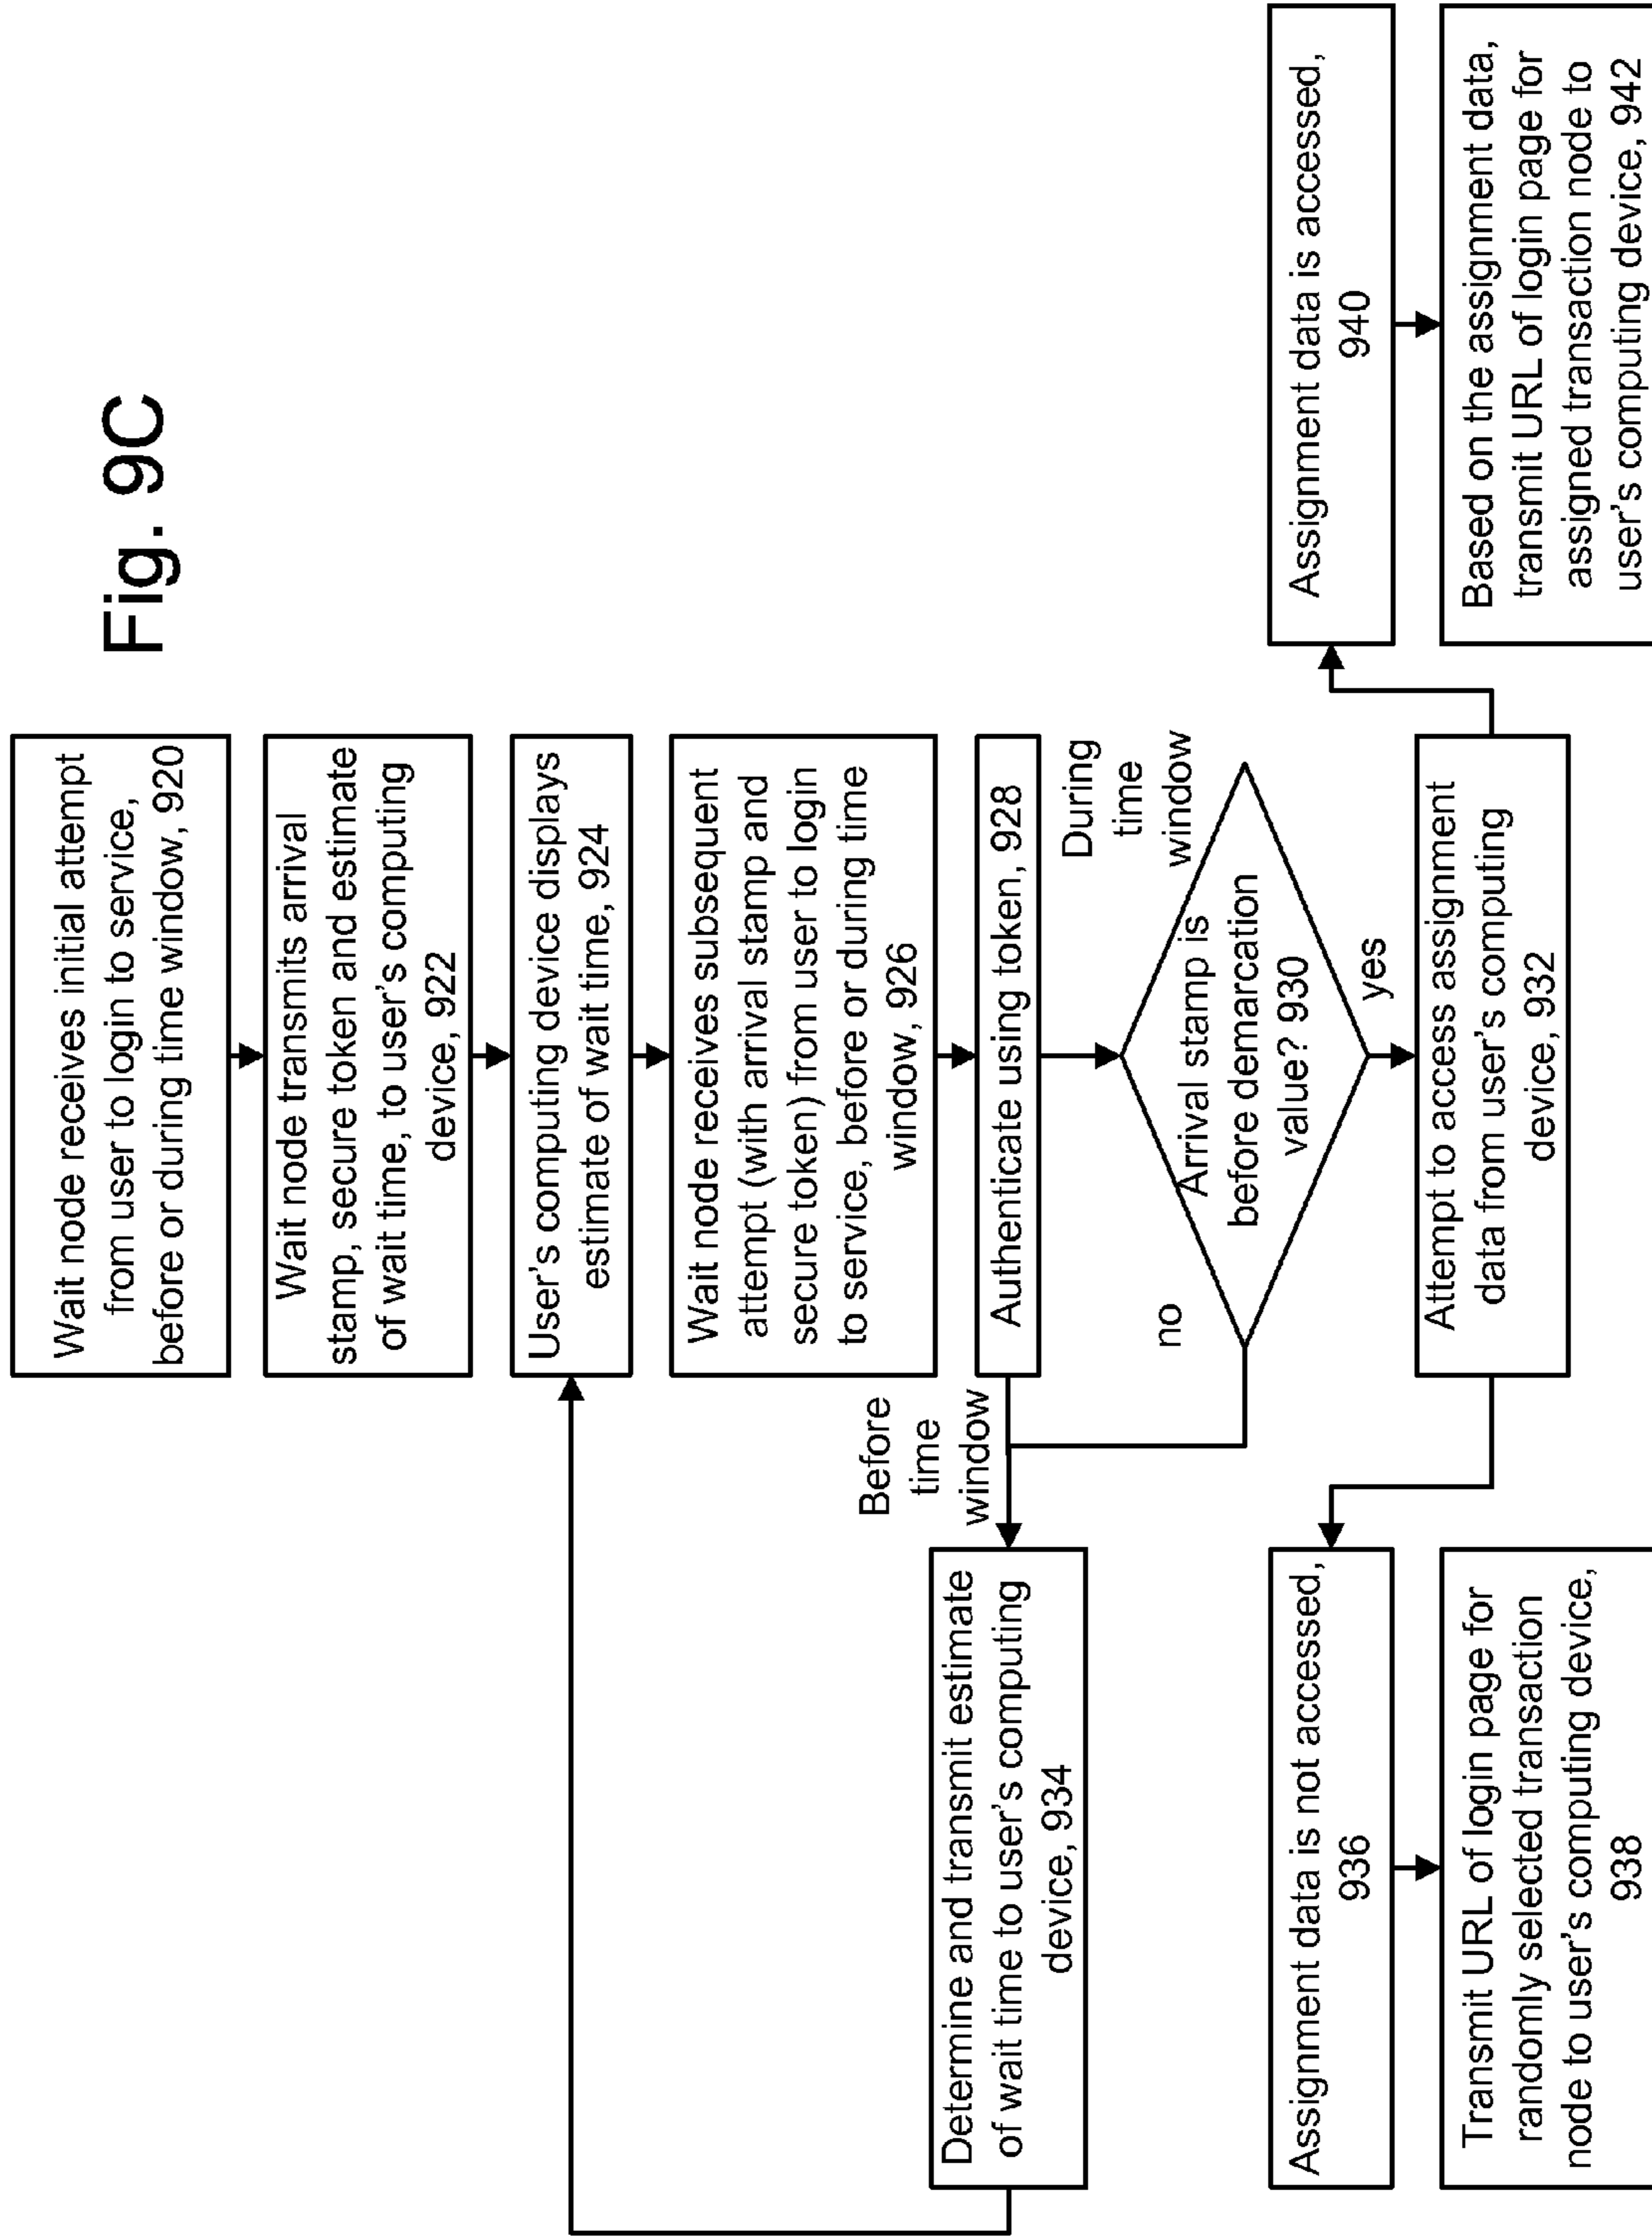 Fig. 9C
Wait node receives initial attempt
from user to login to service,
before or during time window, 920
Wait node transmits arrival
stamp, secure token and estimate
of wait time, to user's computing
device, 922
User's computing device displays
estimate of wait time, 924
Wait node receives subsequent
attempt (with arrival stamp and
secure token) from user to login
to service, before or during time
window, 926
Authenticate using token, 928
Before
time
window
During
time
window
Determine and transmit estimate
of wait time to user's computing
device, 934
Arrival stamp is
before demarcation
value? 930
no
yes
Attempt to access assignment
data from user's computing
device, 932
Assignment data is not accessed,
936
Transmit URL of login page for
randomly selected transaction
node to user's computing device,
938
Assignment data is accessed,
940
Based on the assignment data,
transmit URL of login page for
assigned transaction node to
user's computing device, 942